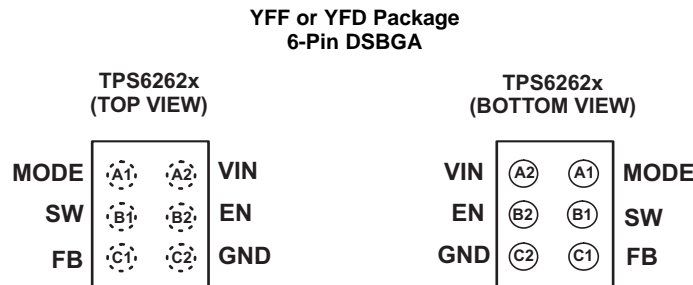 YFF or YFD Package
6-Pin DSBGA
TPS6262x
(TOP VIEW)
MODE A1 A2 VIN
SW B1 B2 EN
FB C1 C2 GND
TPS6262x
(BOTTOM VIEW)
VIN A2 A1 MODE
EN B2 B1 SW
GND C2 C1 FB